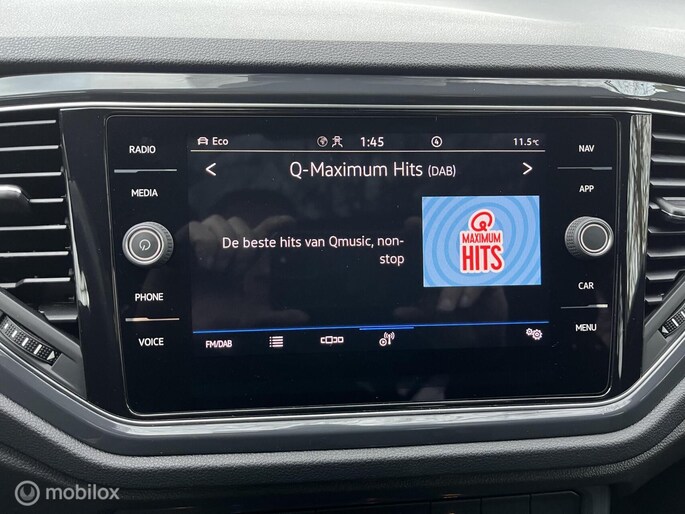 Eco 1:45 4 11.5°C
RADIO
MEDIA
PHONE
VOICE
Q-Maximum Hits (DAB)
De beste hits van Qmusic, non-
stop
Q
MAXIMUM
HITS
FM/DAB
NAV
APP
CAR
MENU
mobilox